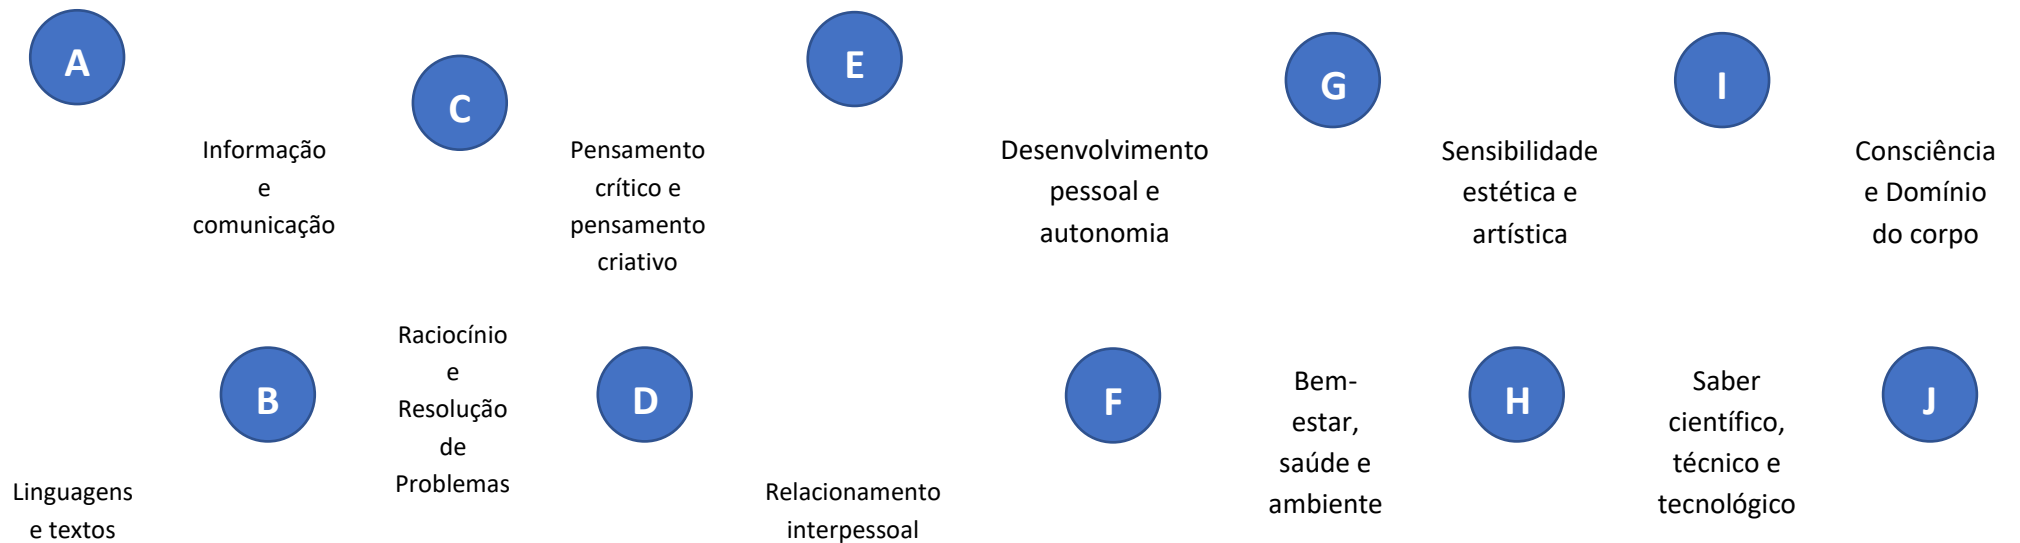 A
Linguagens
e textos
Informação
e
comunicação
B
C
Raciocínio
e
Resolução
de
Problemas
Pensamento
crítico e
pensamento
criativo
D
E
Relacionamento
interpessoal
Desenvolvimento
pessoal e
autonomia
F
G
Bem-
estar,
saúde e
ambiente
Sensibilidade
estética e
artística
H
I
Saber
científico,
técnico e
tecnológico
Consciência
e Domínio
do corpo
J